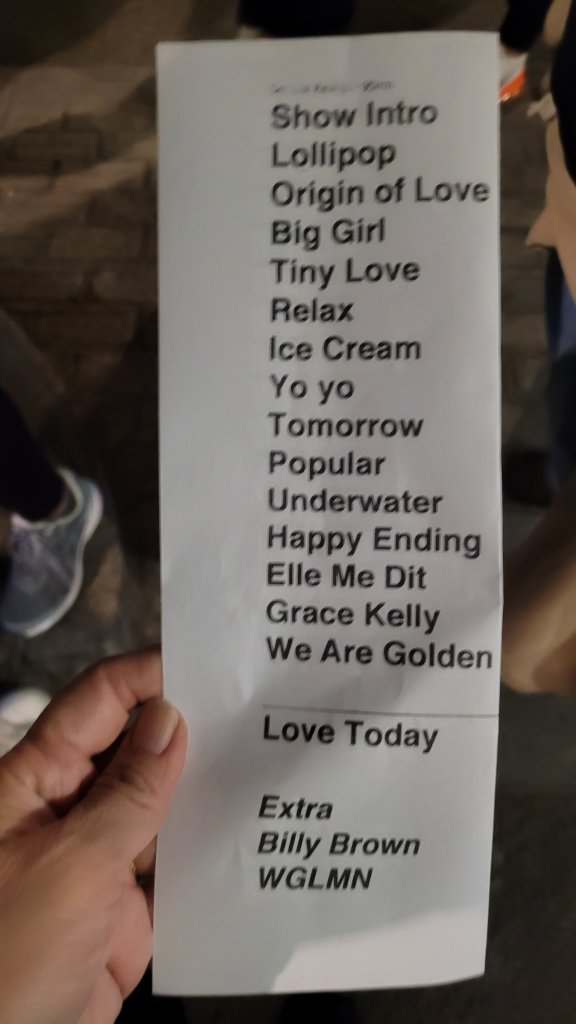 Show Intro
Lollipop
Origin of Love
Big Girl
Tiny Love
Relax
Ice Cream
Yo yo
Tomorrow
Popular
Underwater
Happy Ending
Elle Me Dit
Grace Kelly
We Are Golden
Love Today
Extra
Billy Brown
WGLMN